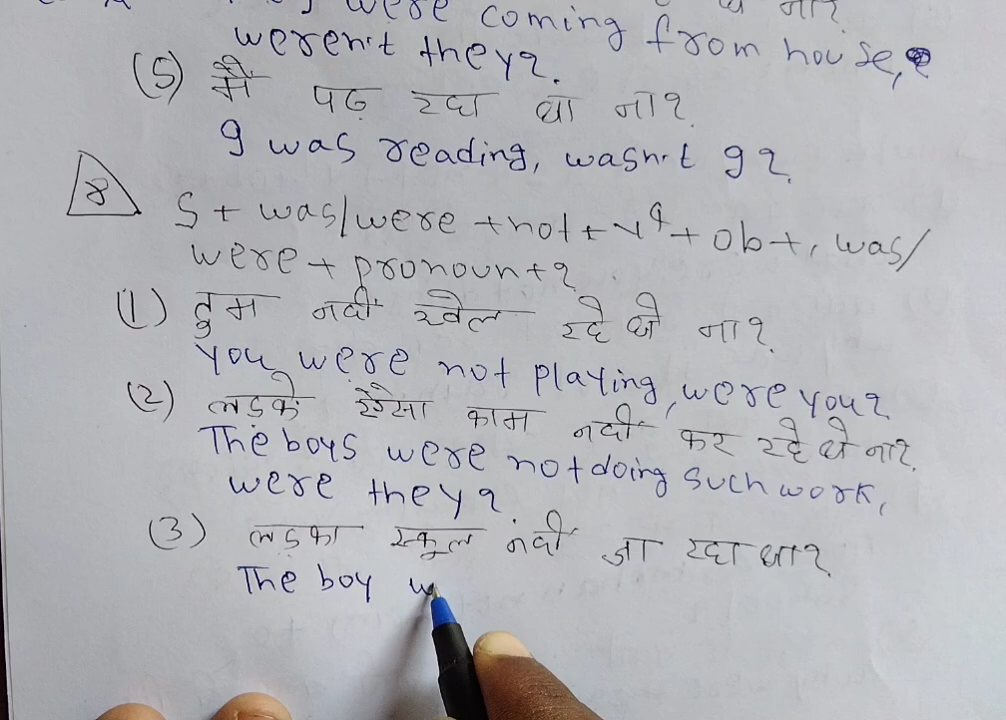 were coming from house,
weren't they?
(5) मैं पढ़ रहा था ना?
I was reading, wasn't I?
8 S + was/were + not + v4 + ob +, was/
were + pronoun + ?
(1) तुम नहीं खेल रहे थे ना?
You were not playing, were you?
(2) लड़के ऐसा काम नहीं कर रहे थे ना?
The boys were not doing such work,
were they?
(3) लड़का स्कूल नहीं जा रहा था?
The boy w